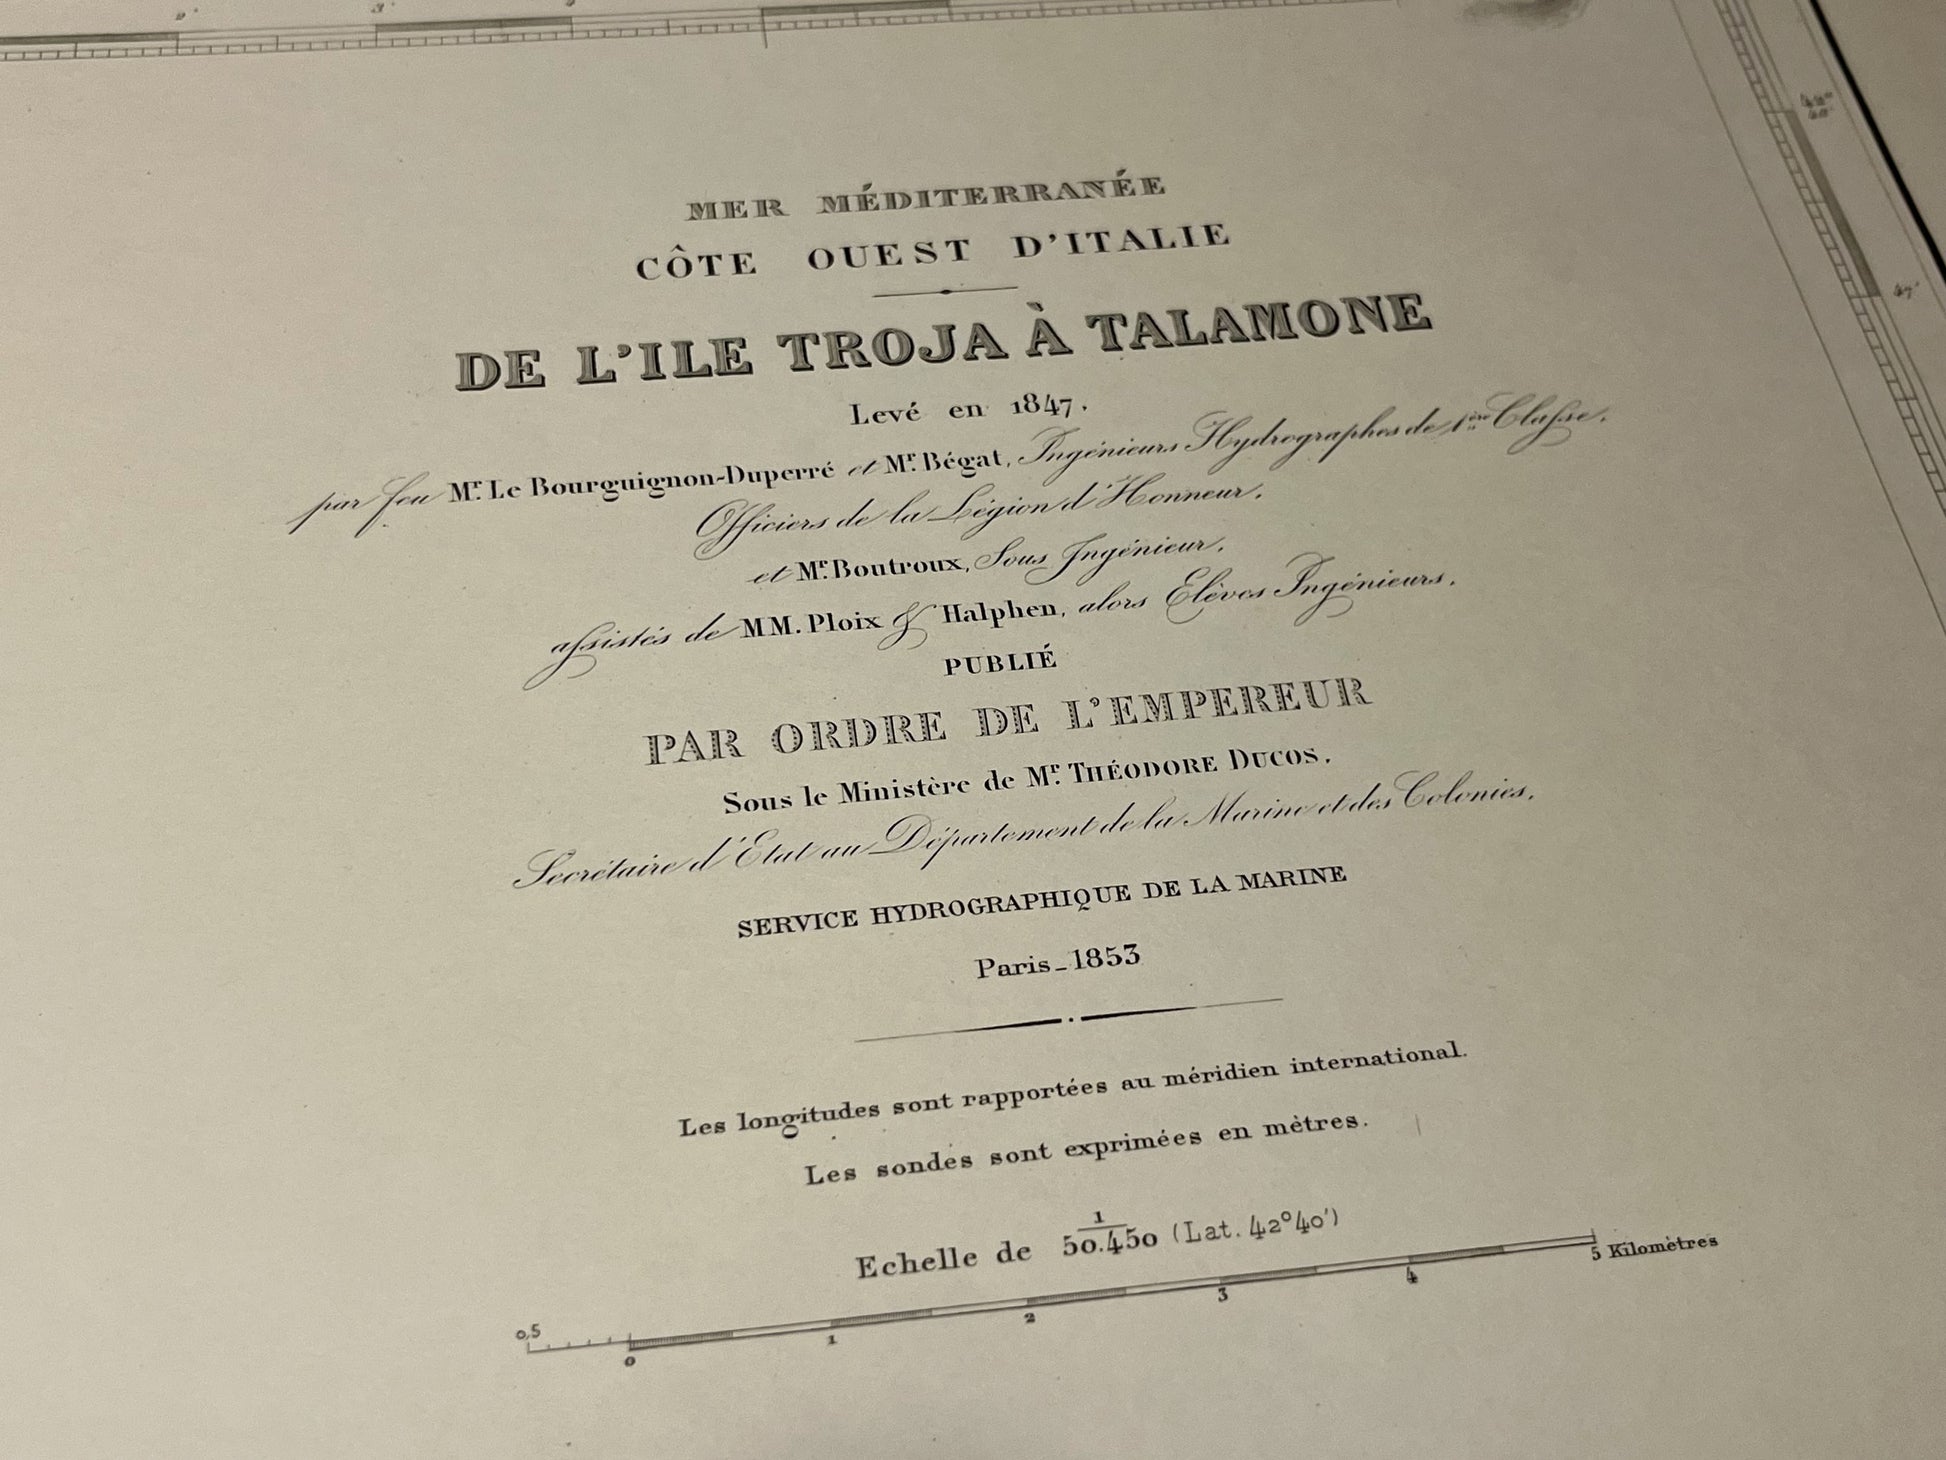 2'
3'
MER MÉDITERRANÉE
CÔTE OUEST D'ITALIE
DE L'ILE TROJA À TALAMONE
Levé en 1847.
par feu Mr. Le Bourguignon-Duperré et Mr. Bégat, Ingénieurs Hydrographes de 1ère Classe.
Officiers de la Légion d'Honneur.
et Mr. Boutroux, Sous Ingénieur.
assistés de MM. Ploix & Halphen, alors Elèves Ingénieurs.
PUBLIÉ
PAR ORDRE DE L'EMPEREUR
Sous le Ministère de Mr. THÉODORE DUCOS.
Secrétaire d'Etat au Département de la Marine et des Colonies.
SERVICE HYDROGRAPHIQUE DE LA MARINE
Paris_1853
Les longitudes sont rapportées au méridien international.
Les sondes sont exprimées en mètres.
Echelle de 1/50.450 (Lat. 42°40')
0,5 0 1 2 3 4 5 Kilomètres
47'